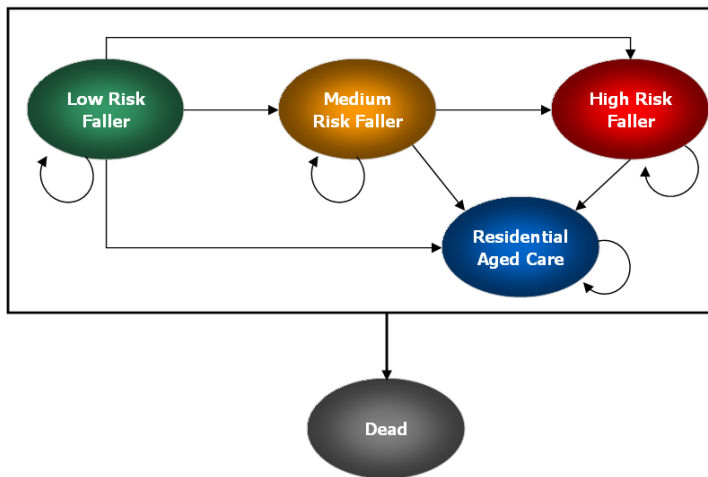 Low Risk
Faller
Medium
Risk Faller
High Risk
Faller
Residential
Aged Care
Dead